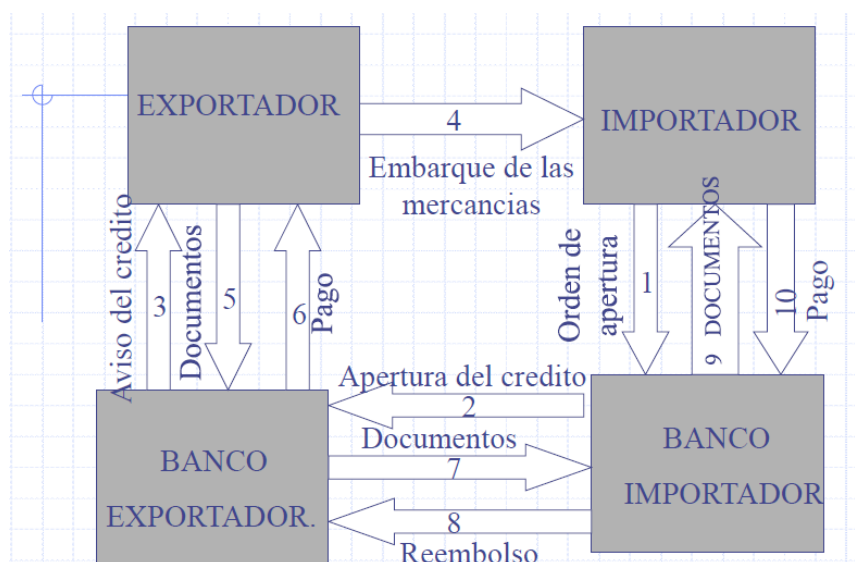 EXPORTADOR
IMPORTADOR
4
Embarque de las
mercancias
Aviso del credito
3
Documentos
5
6
Pago
Orden de
apertura
1
9 DOCUMENTOS
10
Pago
Apertura del credito
2
Documentos
7
8
Reembolso
BANCO
EXPORTADOR.
BANCO
IMPORTADOR